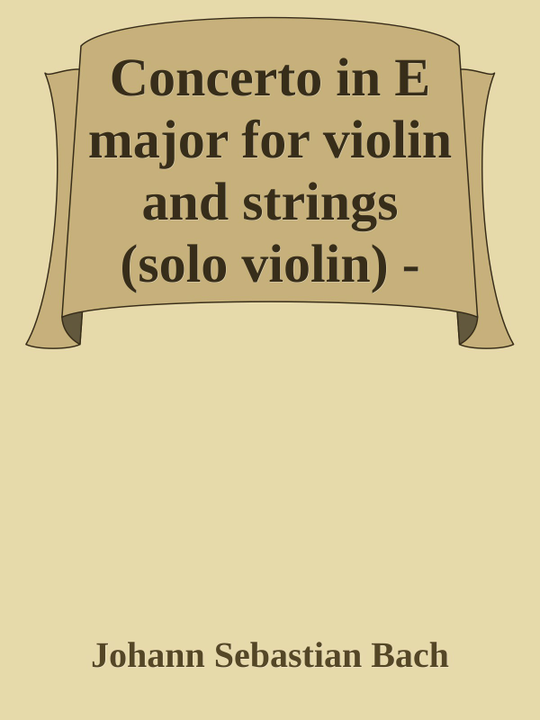 Concerto in E
major for violin
and strings
(solo violin) -
Johann Sebastian Bach